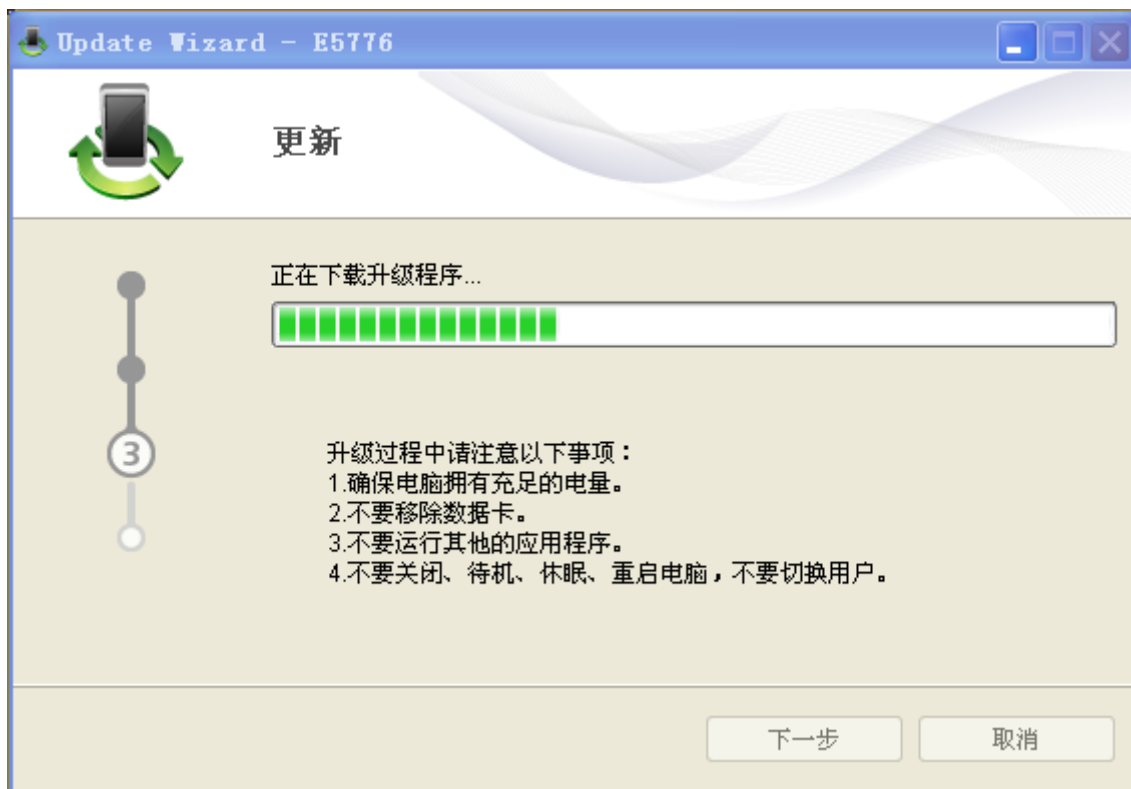 Update Wizard - E5776
更新
正在下载升级程序...
3
升级过程中请注意以下事项：
1.确保电脑拥有充足的电量。
2.不要移除数据卡。
3.不要运行其他的应用程序。
4.不要关闭、待机、休眠、重启电脑，不要切换用户。
下一步
取消